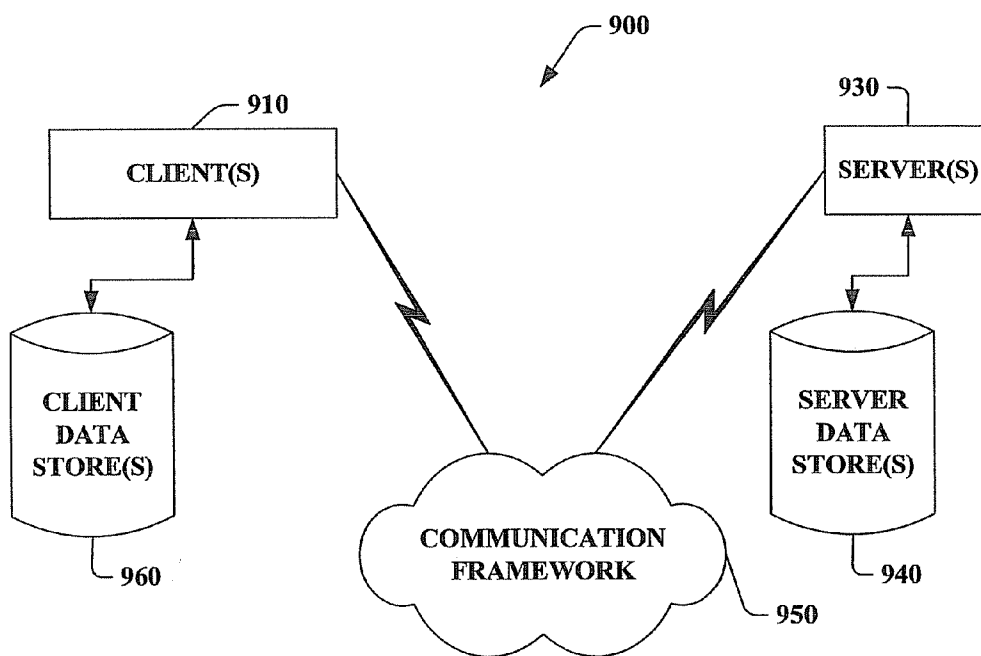 900
910
930
CLIENT(S)
SERVER(S)
CLIENT
DATA
STORE(S)
SERVER
DATA
STORE(S)
COMMUNICATION
FRAMEWORK
960
940
950